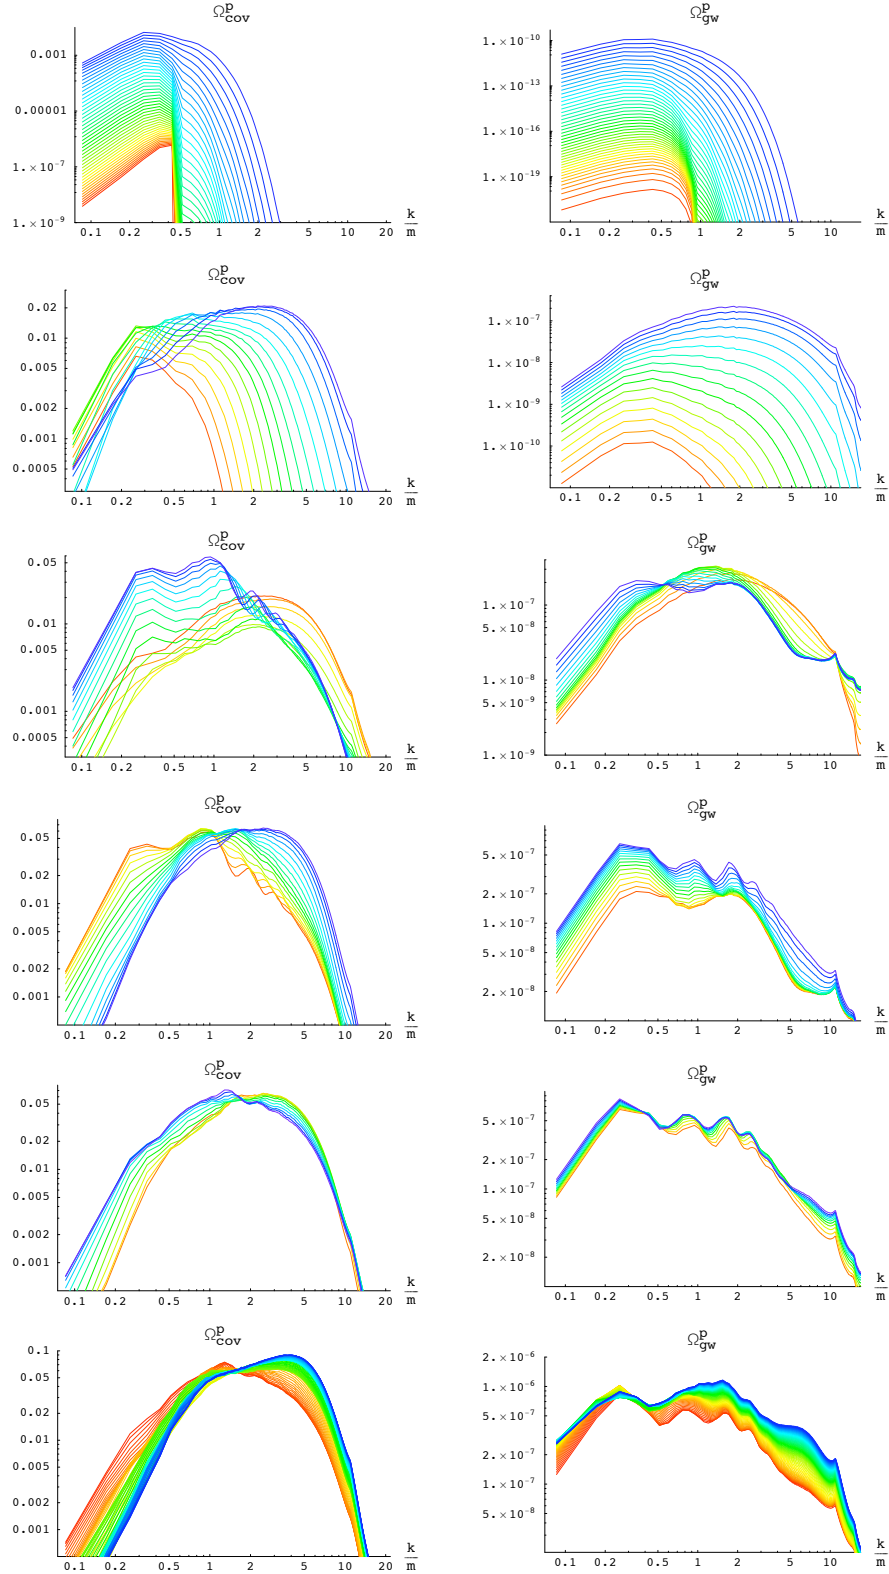 Ω^p_cov
0.001
0.00001
1.×10^-7
1.×10^-9
0.1 0.2 0.5 1 2 5 10 20
k/m
Ω^p_gw
1.×10^-10
1.×10^-13
1.×10^-16
1.×10^-19
0.1 0.2 0.5 1 2 5 10
k/m
Ω^p_cov
0.02
0.01
0.005
0.002
0.001
0.0005
0.1 0.2 0.5 1 2 5 10 20
k/m
Ω^p_gw
1.×10^-7
1.×10^-8
1.×10^-9
1.×10^-10
0.1 0.2 0.5 1 2 5 10
k/m
Ω^p_cov
0.05
0.01
0.005
0.001
0.0005
0.1 0.2 0.5 1 2 5 10 20
k/m
Ω^p_gw
1.×10^-7
5.×10^-8
1.×10^-8
5.×10^-9
1.×10^-9
0.1 0.2 0.5 1 2 5 10
k/m
Ω^p_cov
0.05
0.01
0.005
0.002
0.001
0.1 0.2 0.5 1 2 5 10 20
k/m
Ω^p_gw
5.×10^-7
2.×10^-7
1.×10^-7
5.×10^-8
2.×10^-8
0.1 0.2 0.5 1 2 5 10
k/m
Ω^p_cov
0.05
0.01
0.005
0.002
0.001
0.1 0.2 0.5 1 2 5 10 20
k/m
Ω^p_gw
5.×10^-7
2.×10^-7
1.×10^-7
5.×10^-8
2.×10^-8
0.1 0.2 0.5 1 2 5 10
k/m
Ω^p_cov
0.1
0.05
0.01
0.005
0.002
0.001
0.1 0.2 0.5 1 2 5 10 20
k/m
Ω^p_gw
2.×10^-6
1.×10^-6
5.×10^-7
2.×10^-7
1.×10^-7
5.×10^-8
0.1 0.2 0.5 1 2 5 10
k/m